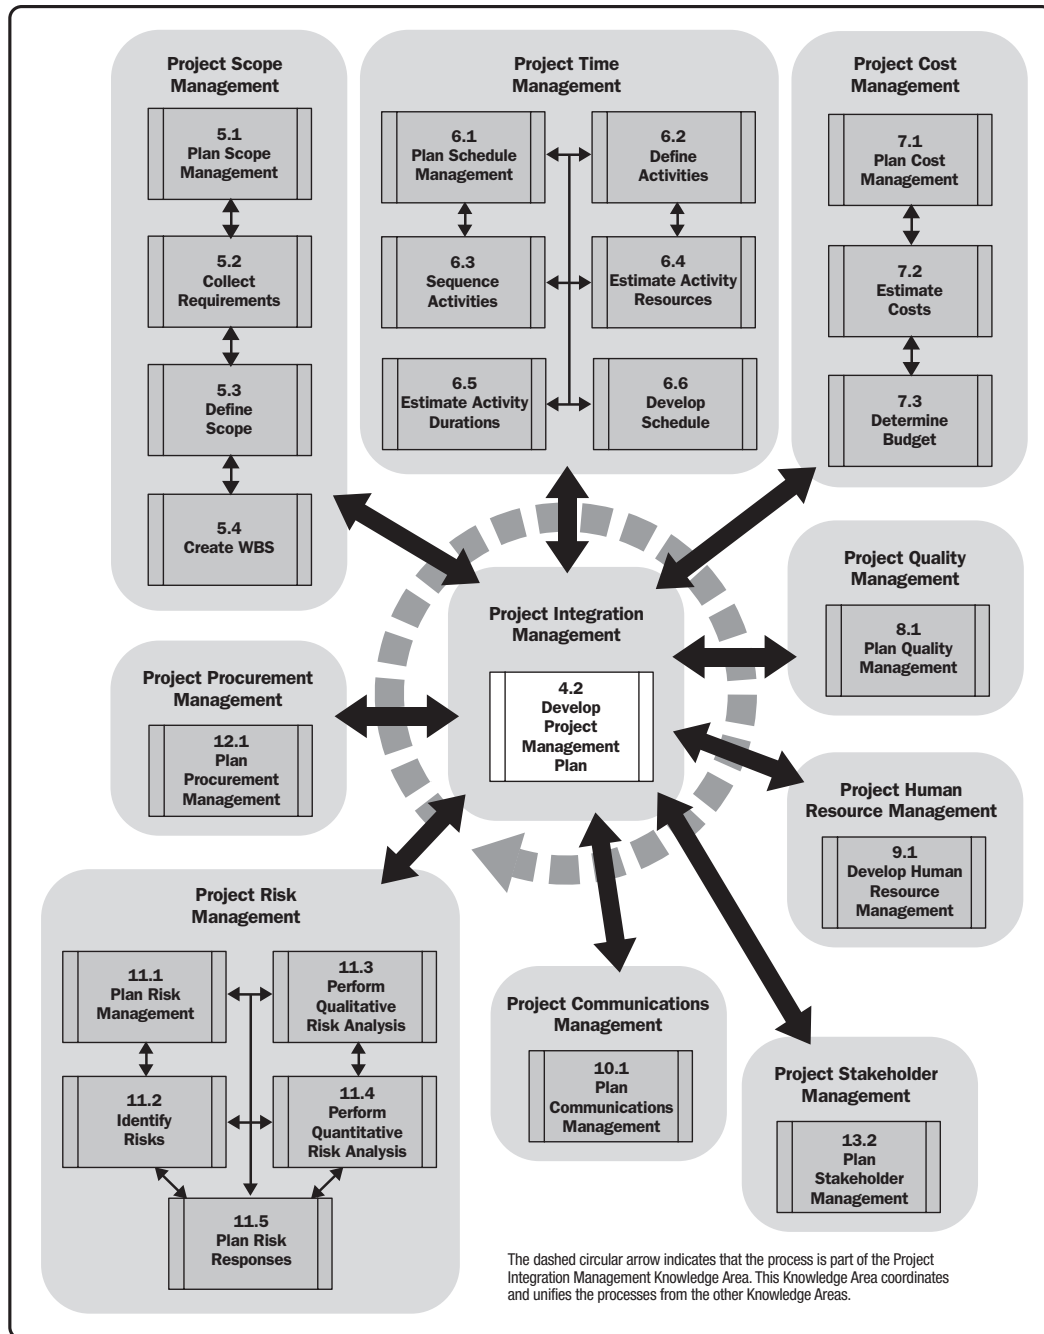 Project Scope
Management
5.1
Plan Scope
Management
5.2
Collect
Requirements
5.3
Define
Scope
5.4
Create WBS
Project Time
Management
6.1
Plan Schedule
Management
6.2
Define
Activities
6.3
Sequence
Activities
6.4
Estimate Activity
Resources
6.5
Estimate Activity
Durations
6.6
Develop
Schedule
Project Cost
Management
7.1
Plan Cost
Management
7.2
Estimate
Costs
7.3
Determine
Budget
Project Integration
Management
4.2
Develop
Project
Management
Plan
Project Quality
Management
8.1
Plan Quality
Management
Project Procurement
Management
12.1
Plan
Procurement
Management
Project Human
Resource Management
9.1
Develop Human
Resource
Management
Project Risk
Management
11.1
Plan Risk
Management
11.3
Perform
Qualitative
Risk Analysis
11.2
Identify
Risks
11.4
Perform
Quantitative
Risk Analysis
11.5
Plan Risk
Responses
Project Communications
Management
10.1
Plan
Communications
Management
Project Stakeholder
Management
13.2
Plan
Stakeholder
Management
The dashed circular arrow indicates that the process is part of the Project
Integration Management Knowledge Area. This Knowledge Area coordinates
and unifies the processes from the other Knowledge Areas.